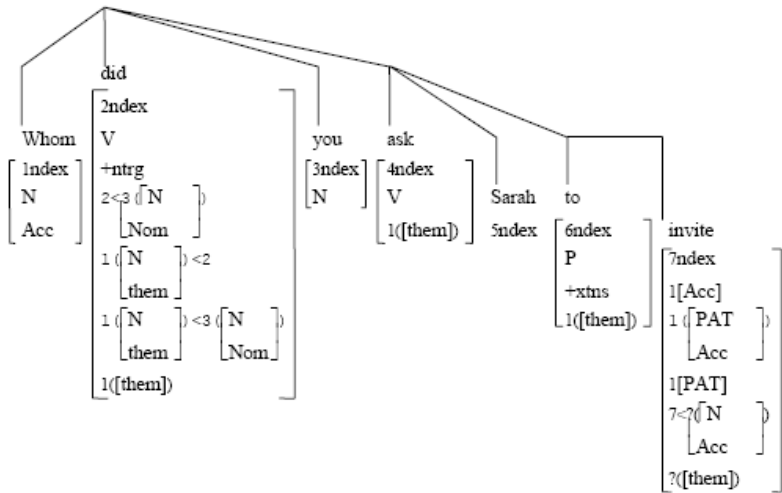 did
2ndex
Whom V you ask
1ndex +ntrg 3ndex 4ndex
N 2<3([N N V Sarah to
Acc Nom]) 1([them]) 5ndex 6ndex invite
1([N P 7ndex
them])<2 +xtns 1[Acc]
1([N 1([them]) 1([PAT
them])<3([N Acc])
Nom]) 1[PAT]
1([them]) 7<?([N
Acc])
?([them])